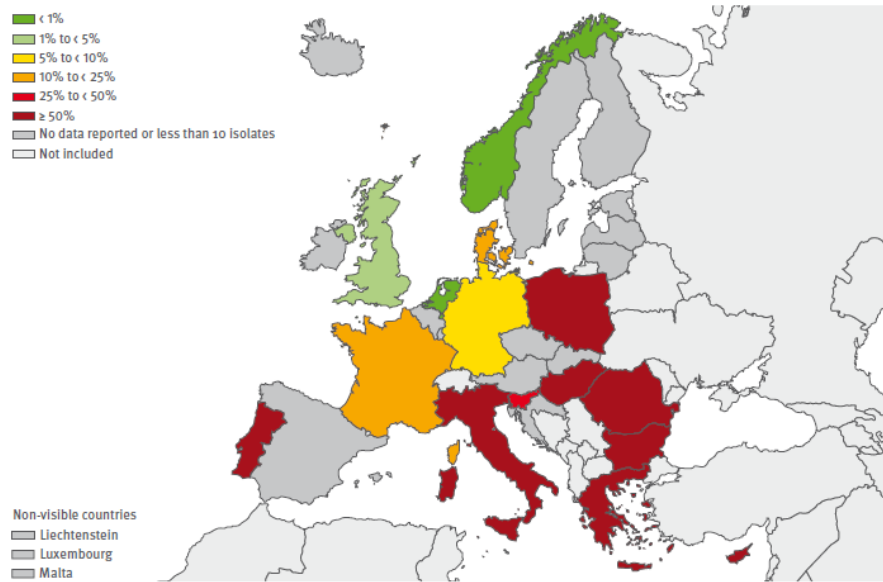 < 1%
1% to < 5%
5% to < 10%
10% to < 25%
25% to < 50%
≥ 50%
No data reported or less than 10 isolates
Not included
Non-visible countries
Liechtenstein
Luxembourg
Malta